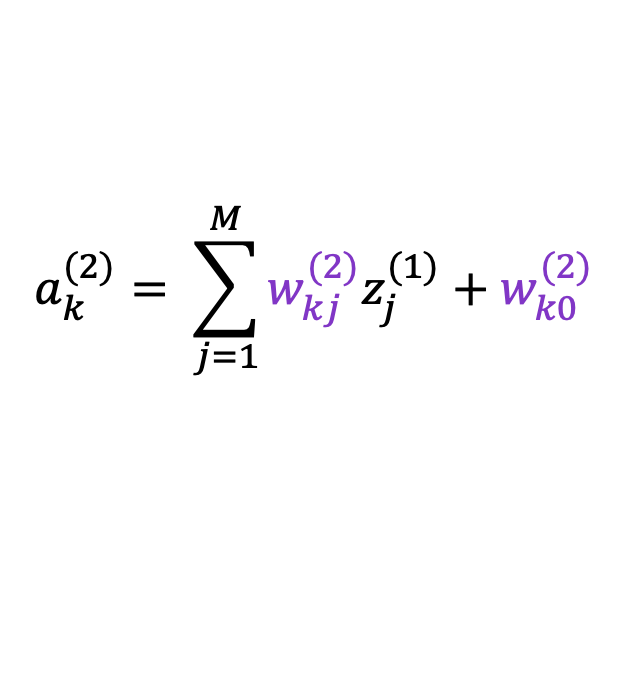 $a_k^{(2)} = \sum_{j=1}^{M} w_{kj}^{(2)} z_j^{(1)} + w_{k0}^{(2)}$